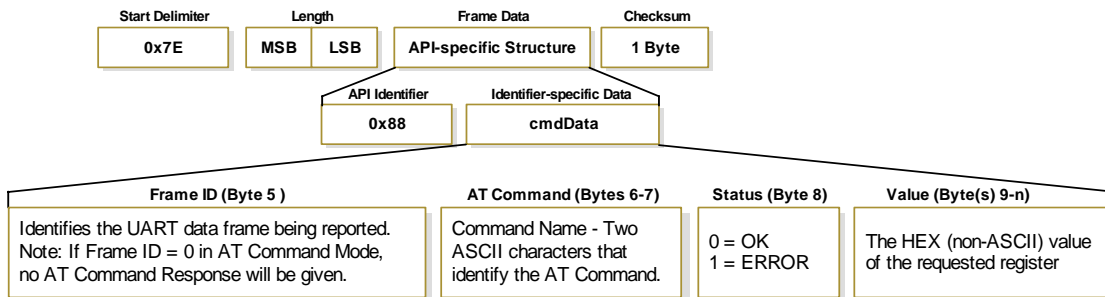 Start Delimiter
Length
Frame Data
Checksum
0x7E
MSB
LSB
API-specific Structure
1 Byte
API Identifier
Identifier-specific Data
0x88
cmdData
Frame ID (Byte 5 )
AT Command (Bytes 6-7)
Status (Byte 8)
Value (Byte(s) 9-n)
Identifies the UART data frame being reported.
Note: If Frame ID = 0 in AT Command Mode,
no AT Command Response will be given.
Command Name - Two
ASCII characters that
identify the AT Command.
0 = OK
1 = ERROR
The HEX (non-ASCII) value
of the requested register